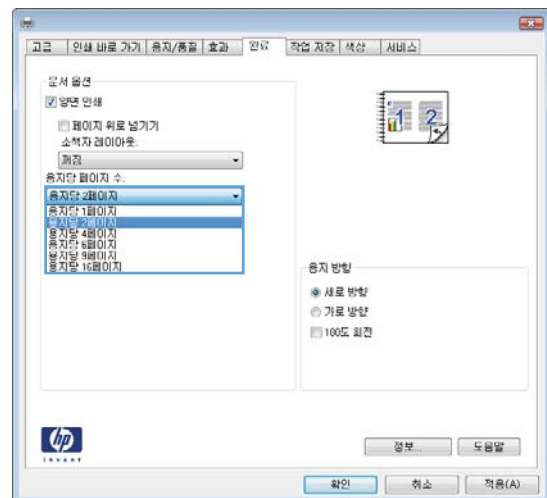 고급 인쇄 바로 가기 용지/품질 효과 완료 작업 저장 색상 서비스
문서 옵션
양면 인쇄
페이지 위로 넘기기
소책자 레이아웃:
꺼짐
용지당 페이지 수:
용지당 2페이지
용지당 1페이지
용지당 2페이지
용지당 4페이지
용지당 6페이지
용지당 9페이지
용지당 16페이지
1 2
용지 방향
세로 방향
가로 방향
180도 회전
hp
invent
정보... 도움말
확인 취소 적용(A)